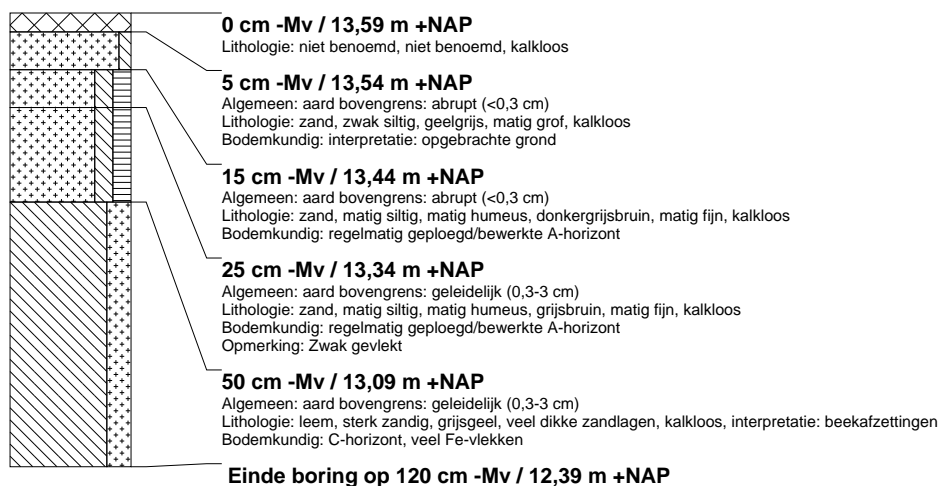 0 cm -Mv / 13,59 m +NAP
Lithologie: niet benoemd, niet benoemd, kalkloos
5 cm -Mv / 13,54 m +NAP
Algemeen: aard bovengrens: abrupt (<0,3 cm)
Lithologie: zand, zwak siltig, geelgrijs, matig grof, kalkloos
Bodemkundig: interpretatie: opgebrachte grond
15 cm -Mv / 13,44 m +NAP
Algemeen: aard bovengrens: abrupt (<0,3 cm)
Lithologie: zand, matig siltig, matig humeus, donkergrijsbruin, matig fijn, kalkloos
Bodemkundig: regelmatig geploegd/bewerkte A-horizont
25 cm -Mv / 13,34 m +NAP
Algemeen: aard bovengrens: geleidelijk (0,3-3 cm)
Lithologie: zand, matig siltig, matig humeus, grijsbruin, matig fijn, kalkloos
Bodemkundig: regelmatig geploegd/bewerkte A-horizont
Opmerking: Zwak gevlekt
50 cm -Mv / 13,09 m +NAP
Algemeen: aard bovengrens: geleidelijk (0,3-3 cm)
Lithologie: leem, sterk zandig, grijsgeel, veel dikke zandlagen, kalkloos, interpretatie: beekafzettingen
Bodemkundig: C-horizont, veel Fe-vlekken
Einde boring op 120 cm -Mv / 12,39 m +NAP